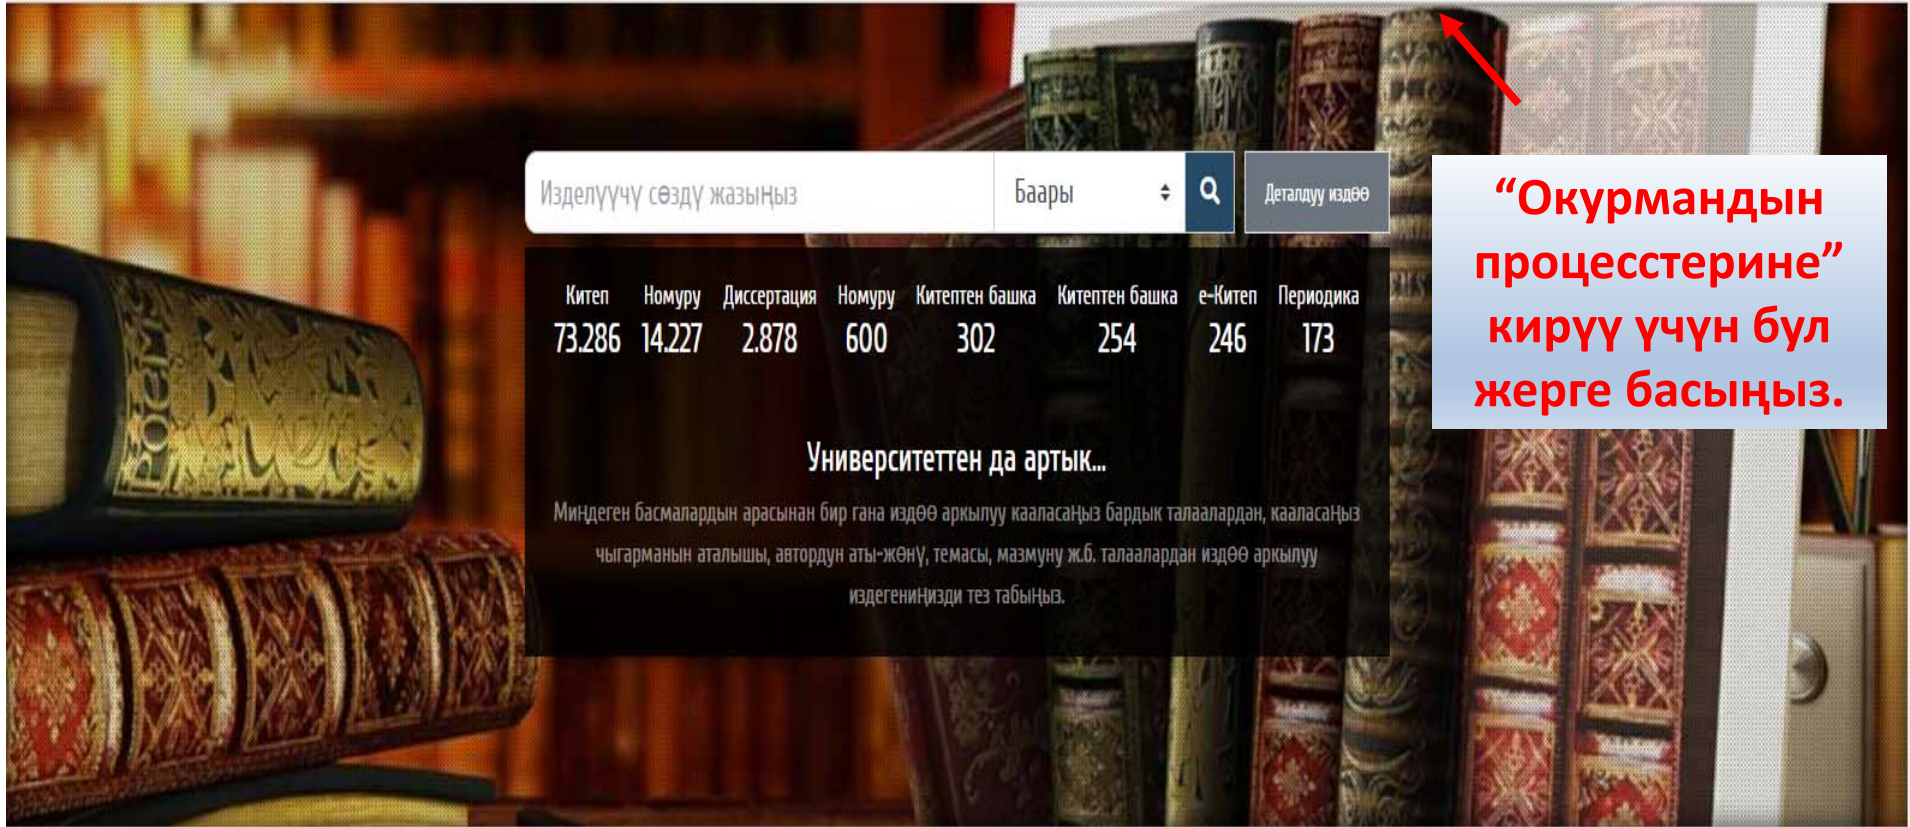 Изделүүчү сөздү жазыңыз
Баары
Деталдуу издөө
Китеп Номуру Диссертация Номуру Китептен башка Китептен башка е-Китеп Периодика
73.286 14.227 2.878 600 302 254 246 173
Университеттен да артык...
Миңдеген басмалардын арасынан бир гана издөө аркылуу кааласаңыз бардык талаалардан, кааласаңыз
чыгарманын аталышы, автордун аты-жөнү, темасы, мазмуну ж.б. талаалардан издөө аркылуу
издегениңизди тез табыңыз.
“Окурмандын
процесстерине”
кирүү үчүн бул
жерге басыңыз.
POEMS